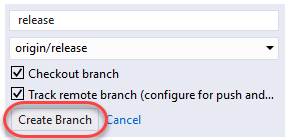 release
origin/release
Checkout branch
Track remote branch (configure for push and...
Create Branch Cancel